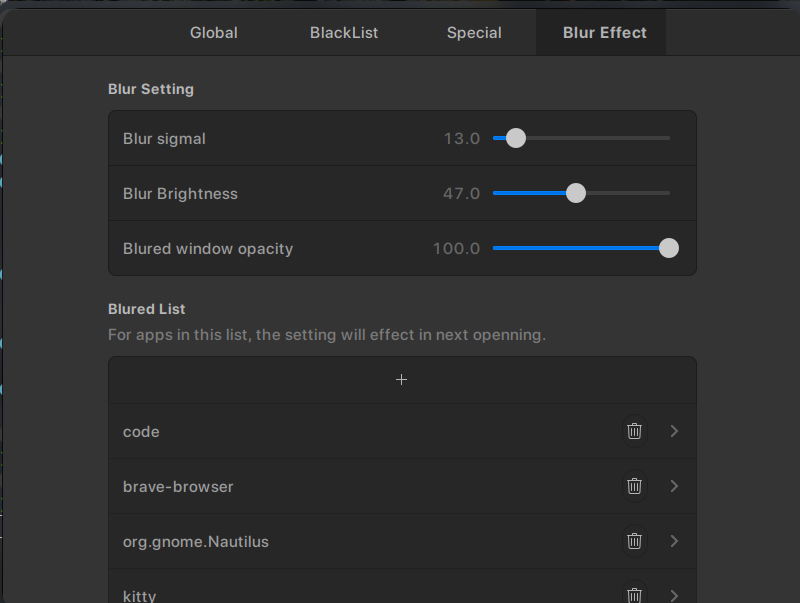 Global BlackList Special Blur Effect
Blur Setting
Blur sigmal 13.0
Blur Brightness 47.0
Blured window opacity 100.0
Blured List
For apps in this list, the setting will effect in next openning.
+
code
brave-browser
org.gnome.Nautilus
kitty